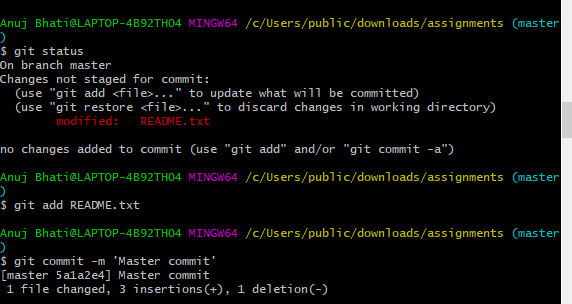 Anuj Bhati@LAPTOP-4B92TH04 MINGW64 /c/Users/public/downloads/assignments (master
)
$ git status
On branch master
Changes not staged for commit:
  (use "git add <file>..." to update what will be committed)
  (use "git restore <file>..." to discard changes in working directory)
        modified:   README.txt

no changes added to commit (use "git add" and/or "git commit -a")

Anuj Bhati@LAPTOP-4B92TH04 MINGW64 /c/Users/public/downloads/assignments (master
)
$ git add README.txt

Anuj Bhati@LAPTOP-4B92TH04 MINGW64 /c/Users/public/downloads/assignments (master
)
$ git commit -m 'Master commit'
[master 5a1a2e4] Master commit
 1 file changed, 3 insertions(+), 1 deletion(-)